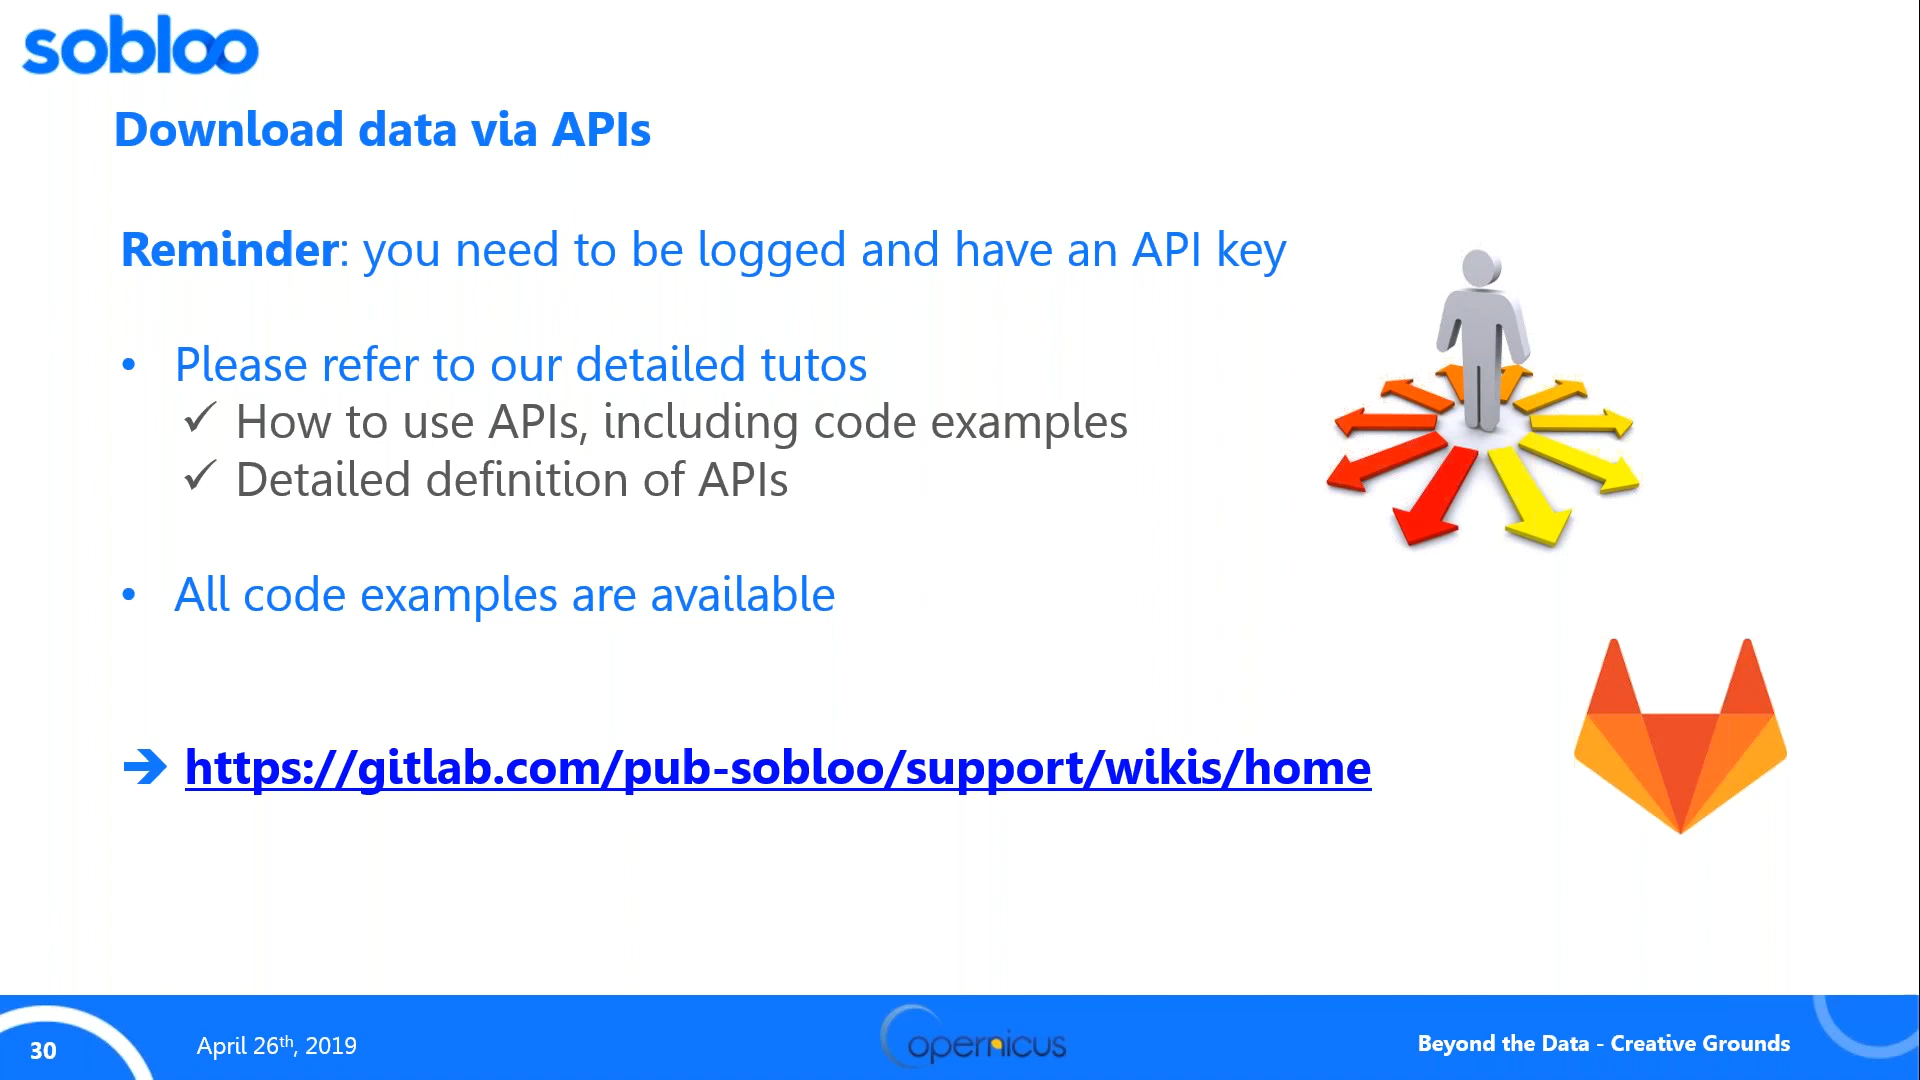 sobloo
Download data via APIs
Reminder: you need to be logged and have an API key
• Please refer to our detailed tutos
✓ How to use APIs, including code examples
✓ Detailed definition of APIs
• All code examples are available
➔ https://gitlab.com/pub-sobloo/support/wikis/home
30
April 26th, 2019
opernicus
Beyond the Data - Creative Grounds